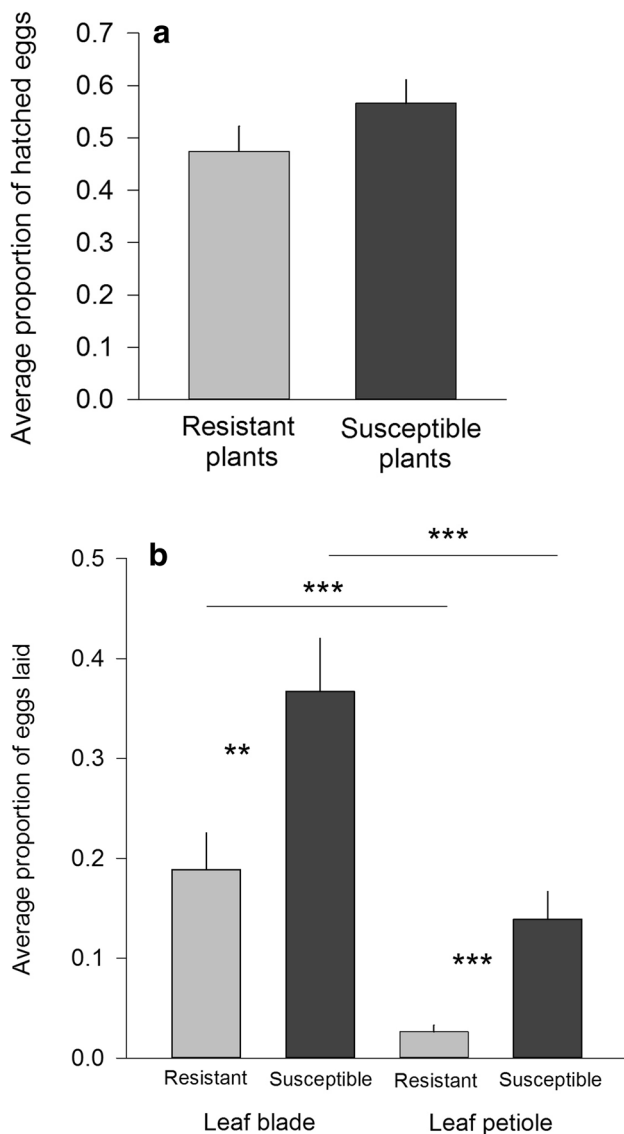 a
Average proportion of hatched eggs
0.7
0.6
0.5
0.4
0.3
0.2
0.1
0.0
Resistant
plants
Susceptible
plants
b
Average proportion of eggs laid
0.5
0.4
0.3
0.2
0.1
0.0
***
***
**
***
Resistant Susceptible Resistant Susceptible
Leaf blade Leaf petiole